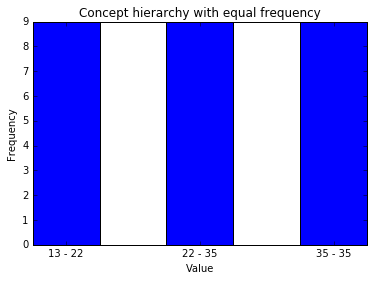 Concept hierarchy with equal frequency
9
8
7
6
5
4
3
2
1
0
Frequency
13 - 22
22 - 35
35 - 35
Value